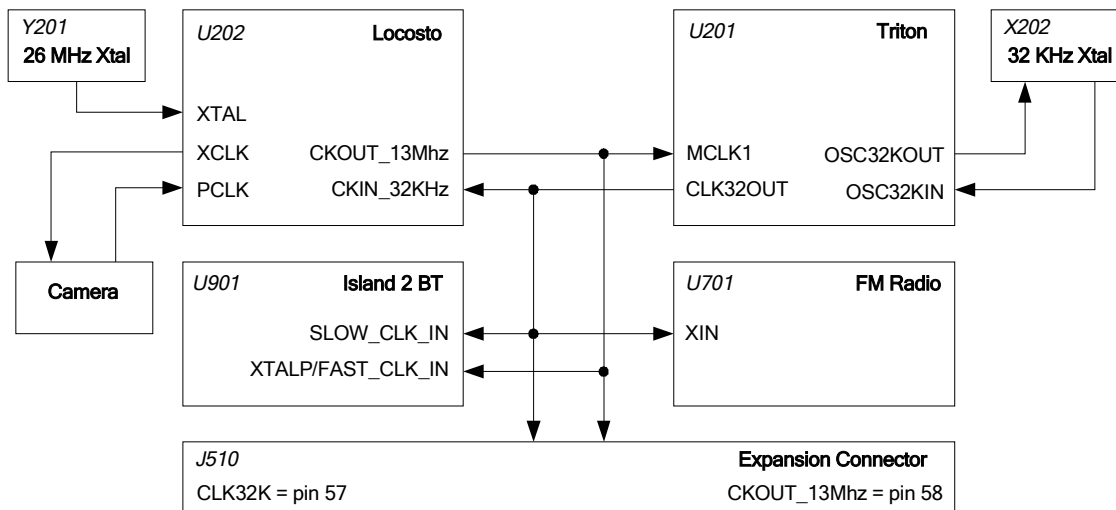 Y201
26 MHz Xtal
U202 Locosto
XTAL
XCLK CKOUT_13Mhz
PCLK CKIN_32KHz
U201 Triton
MCLK1 OSC32KOUT
CLK32OUT OSC32KIN
X202
32 KHz Xtal
Camera
U901 Island 2 BT
SLOW_CLK_IN
XTALP/FAST_CLK_IN
U701 FM Radio
XIN
J510 Expansion Connector
CLK32K = pin 57 CKOUT_13Mhz = pin 58